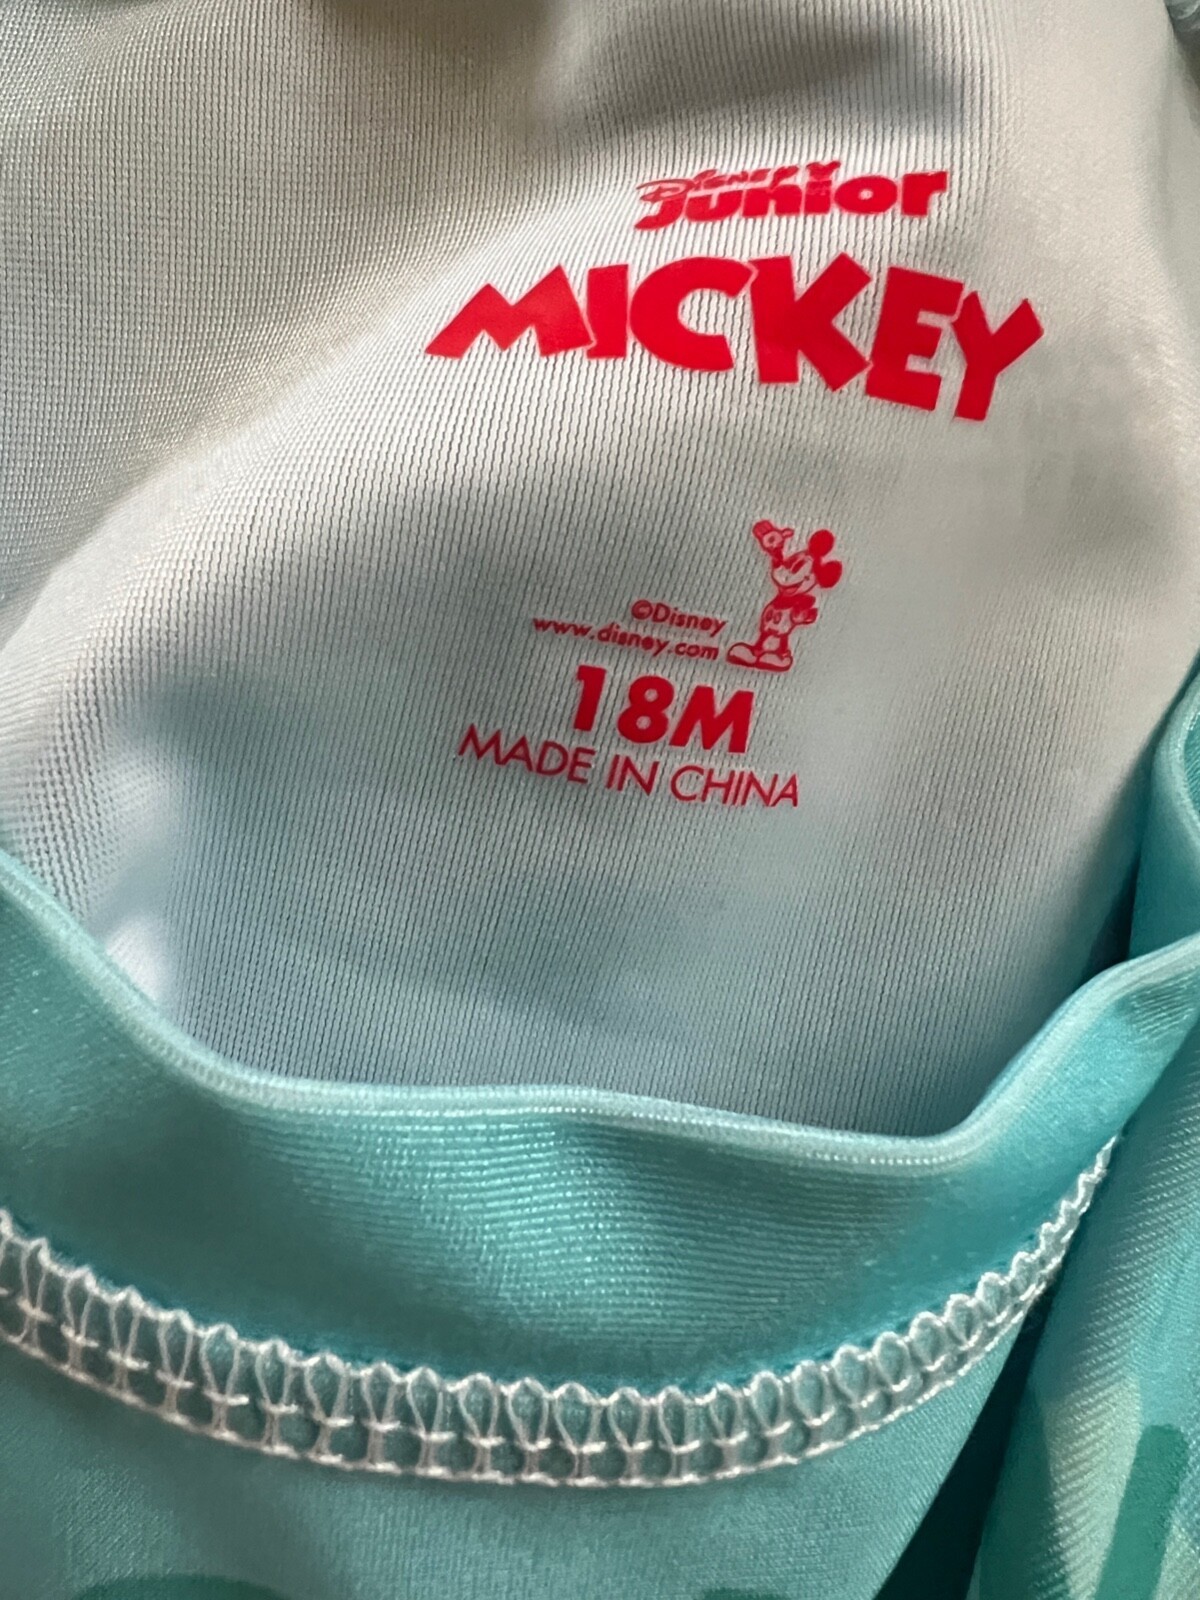 Disney
Junior
MICKEY
©Disney
www.disney.com
18M
MADE IN CHINA